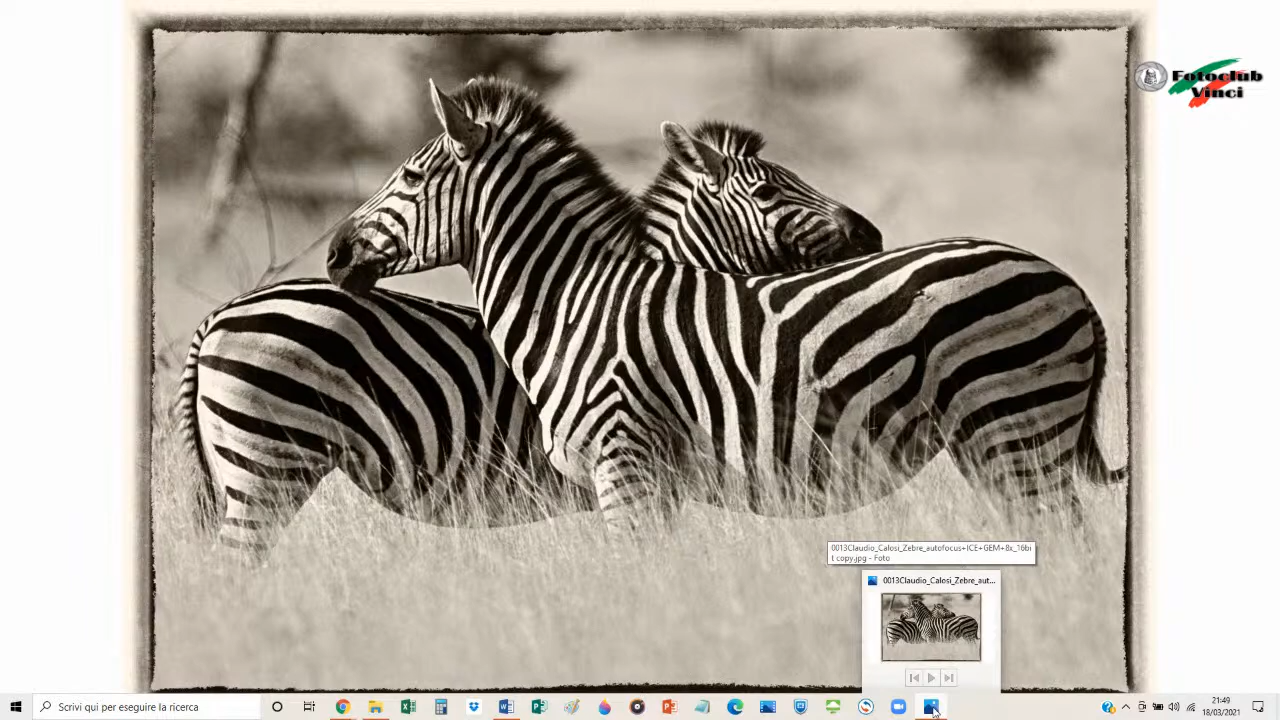 Fotoclub
Vinci
0013Claudio_Calosi_Zebre_autofocus+ICE+GEM+8x_16bi
t copy.jpg - Foto
0013Claudio_Calosi_Zebre_aut...
Scrivi qui per eseguire la ricerca
21:49
18/03/2021